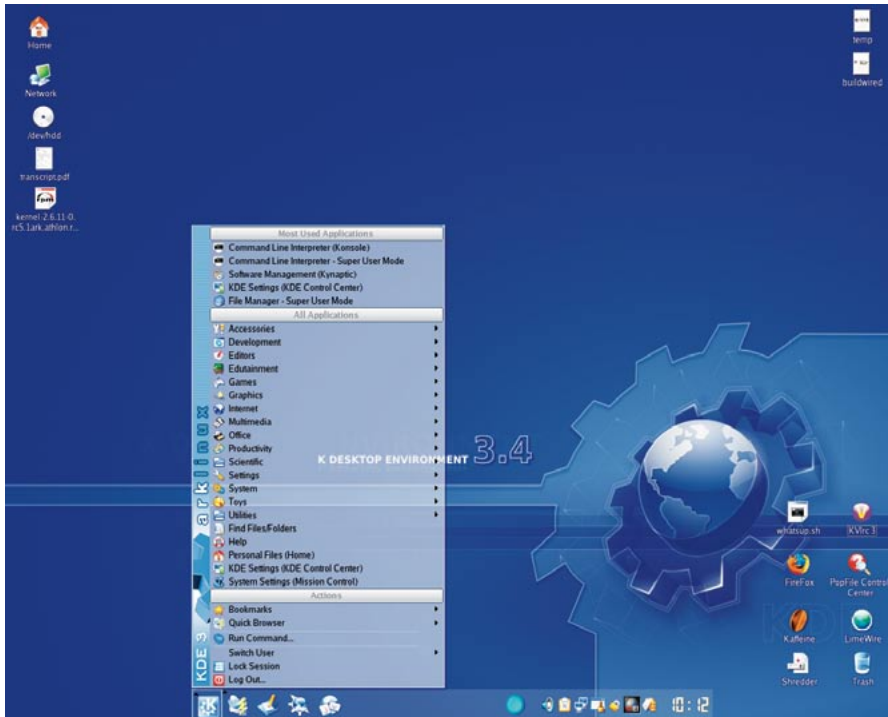 Home
Network
/dev/hdd
transcript.pdf
kernel-2.6.11-0.
rc5.1ark.athlon.r...
temp
buildwired
Most Used Applications
Command Line Interpreter (Konsole)
Command Line Interpreter - Super User Mode
Software Management (Kynaptic)
KDE Settings (KDE Control Center)
File Manager - Super User Mode
All Applications
Accessories
Development
Editors
Edutainment
Games
Graphics
Internet
Multimedia
Office
Productivity
Scientific
Settings
System
Toys
Utilities
Find Files/Folders
Help
Personal Files (Home)
KDE Settings (KDE Control Center)
System Settings (Mission Control)
Actions
Bookmarks
Quick Browser
Run Command...
Switch User
Lock Session
Log Out...
KDE 3
ark linux
K DESKTOP ENVIRONMENT 3.4
whatsup.sh
KVIrc 3
FireFox
PopFile Control
Center
Kaffeine
LimeWire
Shredder
Trash
KDE
10:12